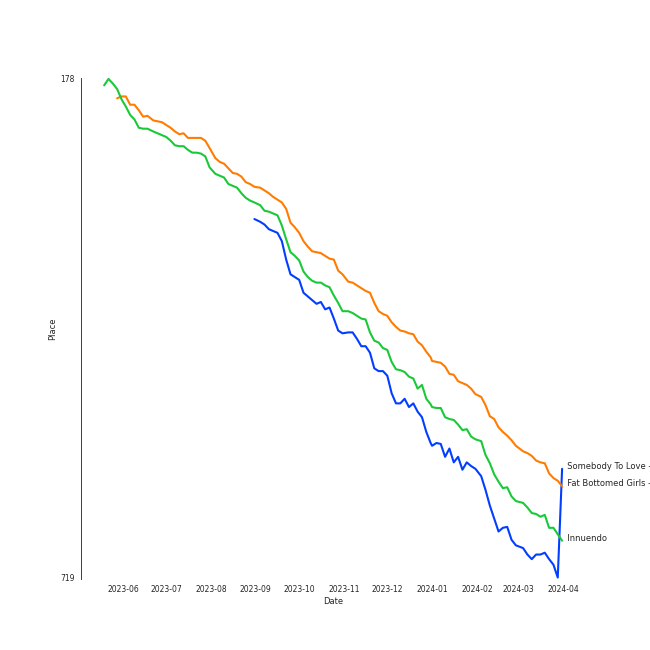 178
Place
Somebody To Love -
Fat Bottomed Girls -
Innuendo
719
2023-06 2023-07 2023-08 2023-09 2023-10 2023-11 2023-12 2024-01 2024-02 2024-03 2024-04
Date